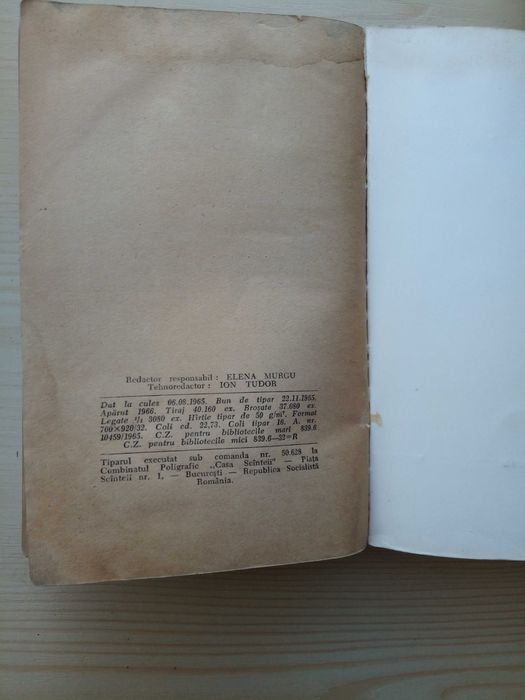 Redactor responsabil: ELENA MURGU
Tehnoredactor: ION TUDOR
Dat la cules 06.08.1965. Bun de tipar 22.11.1965.
Apărut 1966. Tiraj 40.160 ex. Broșate 37.080 ex.
Legate 1/2 3080 ex. Hîrtie tipar de 50 g/m². Format
700×920/32. Coli ed. 22,73. Coli tipar 18. A. nr.
10459/1965. C.Z. pentru bibliotecile mari 839.6
C.Z. pentru bibliotecile mici 839.6—32=R
Tiparul executat sub comanda nr. 50.628 la
Combinatul Poligrafic „Casa Scînteii" — Piața
Scînteii nr. 1, — București — Republica Socialistă
România.